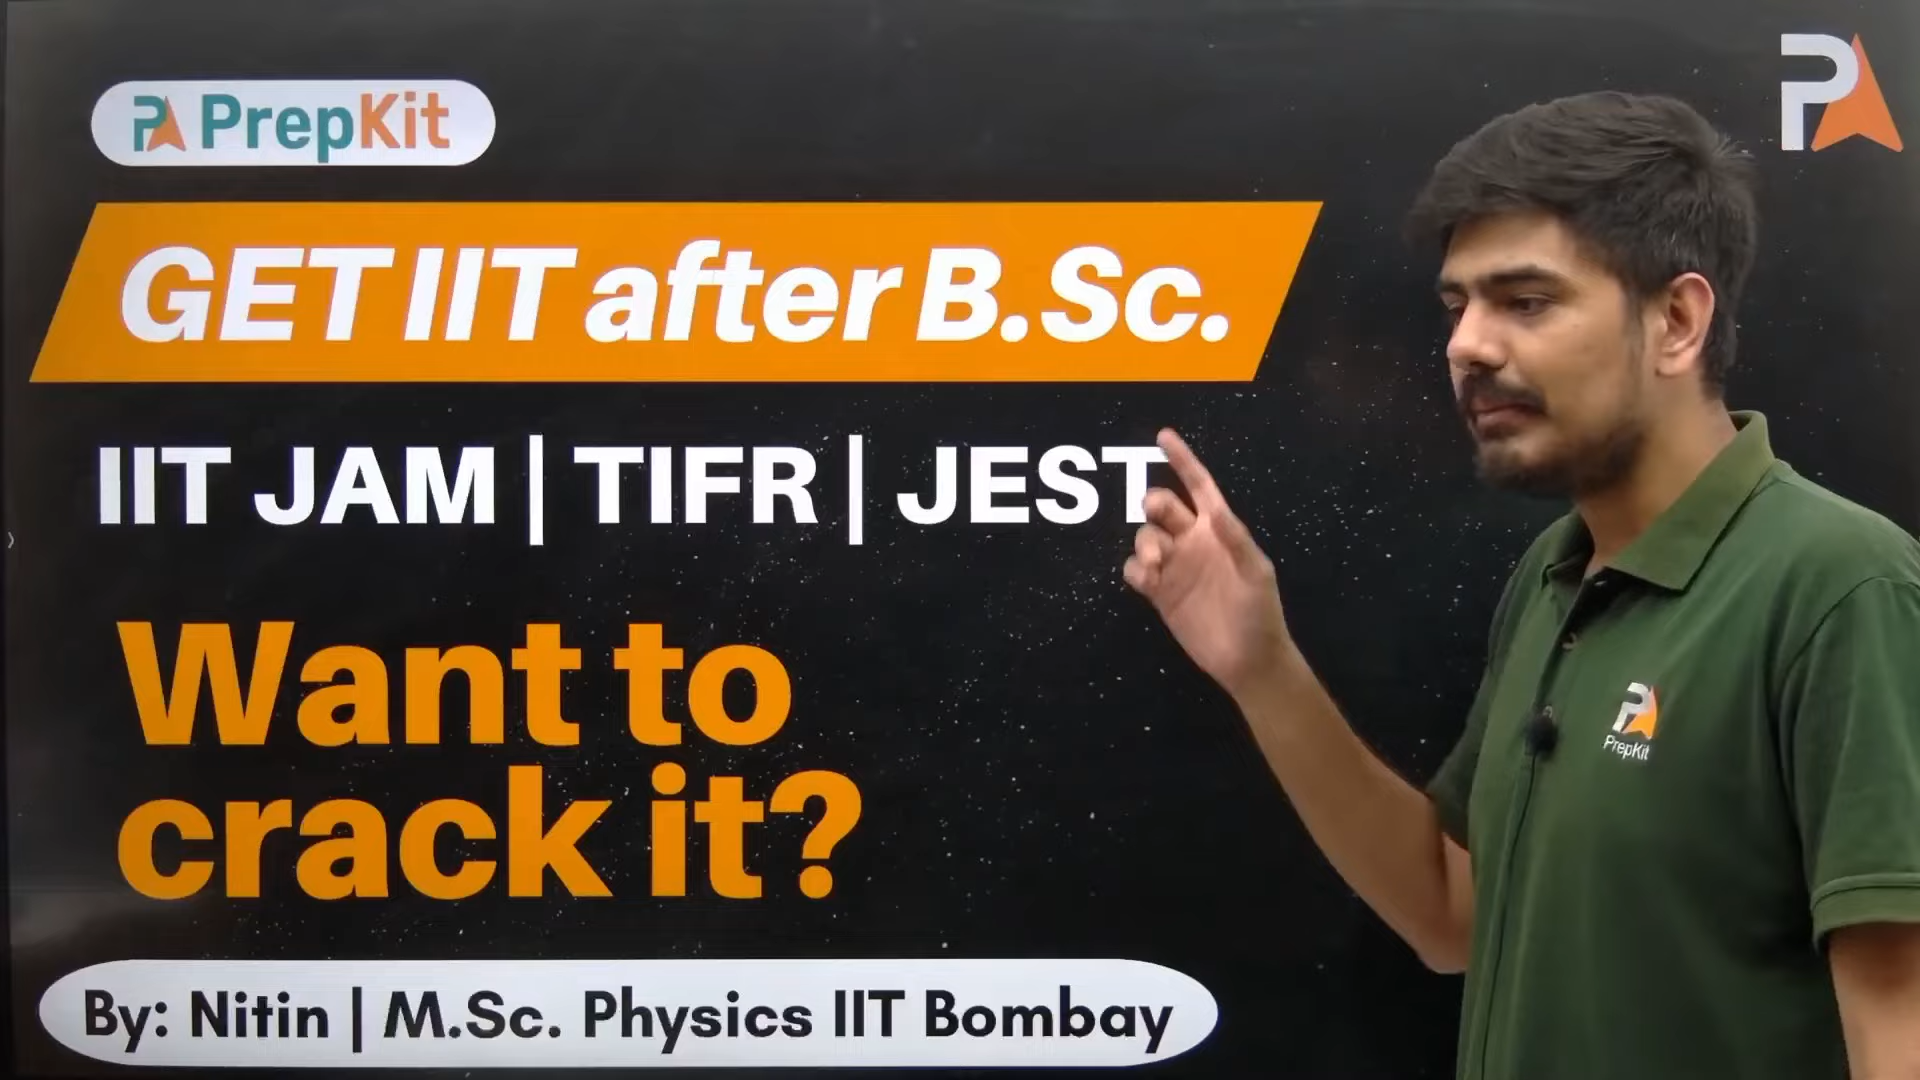 PrepKit
GET IIT after B.Sc.
IIT JAM | TIFR | JEST
Want to
crack it?
By: Nitin | M.Sc. Physics IIT Bombay
PrepKit